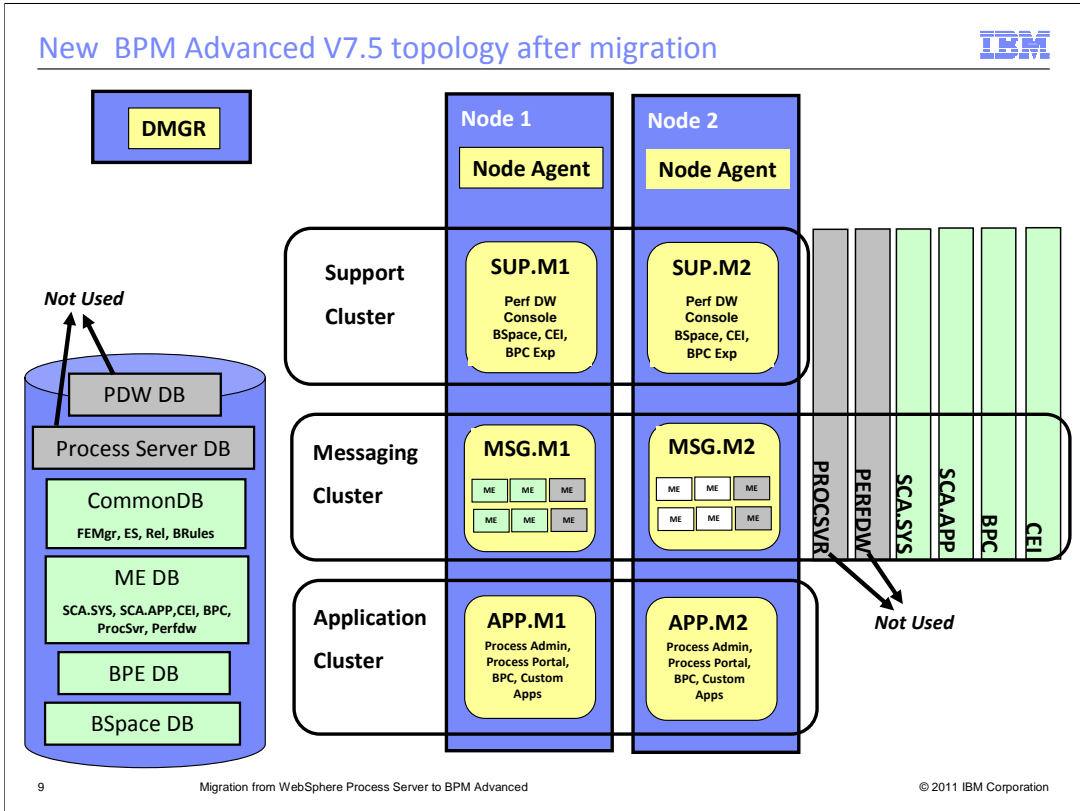 New BPM Advanced V7.5 topology after migration
IBM
DMGR
Node 1
Node 2
Node Agent
Node Agent
Support
Cluster
SUP.M1
Perf DW
Console
BSpace, CEI,
BPC Exp
SUP.M2
Perf DW
Console
BSpace, CEI,
BPC Exp
Not Used
PDW DB
Process Server DB
CommonDB
FEMgr, ES, Rel, BRules
ME DB
SCA.SYS, SCA.APP,CEI, BPC,
ProcSvr, Perfdw
BPE DB
BSpace DB
Messaging
Cluster
MSG.M1
ME ME ME
ME ME ME
MSG.M2
ME ME ME
ME ME ME
PROCSVR
PERFDW
SCA.SYS
SCA.APP
BPC
CEI
Not Used
Application
Cluster
APP.M1
Process Admin,
Process Portal,
BPC, Custom
Apps
APP.M2
Process Admin,
Process Portal,
BPC, Custom
Apps
9
Migration from WebSphere Process Server to BPM Advanced
© 2011 IBM Corporation